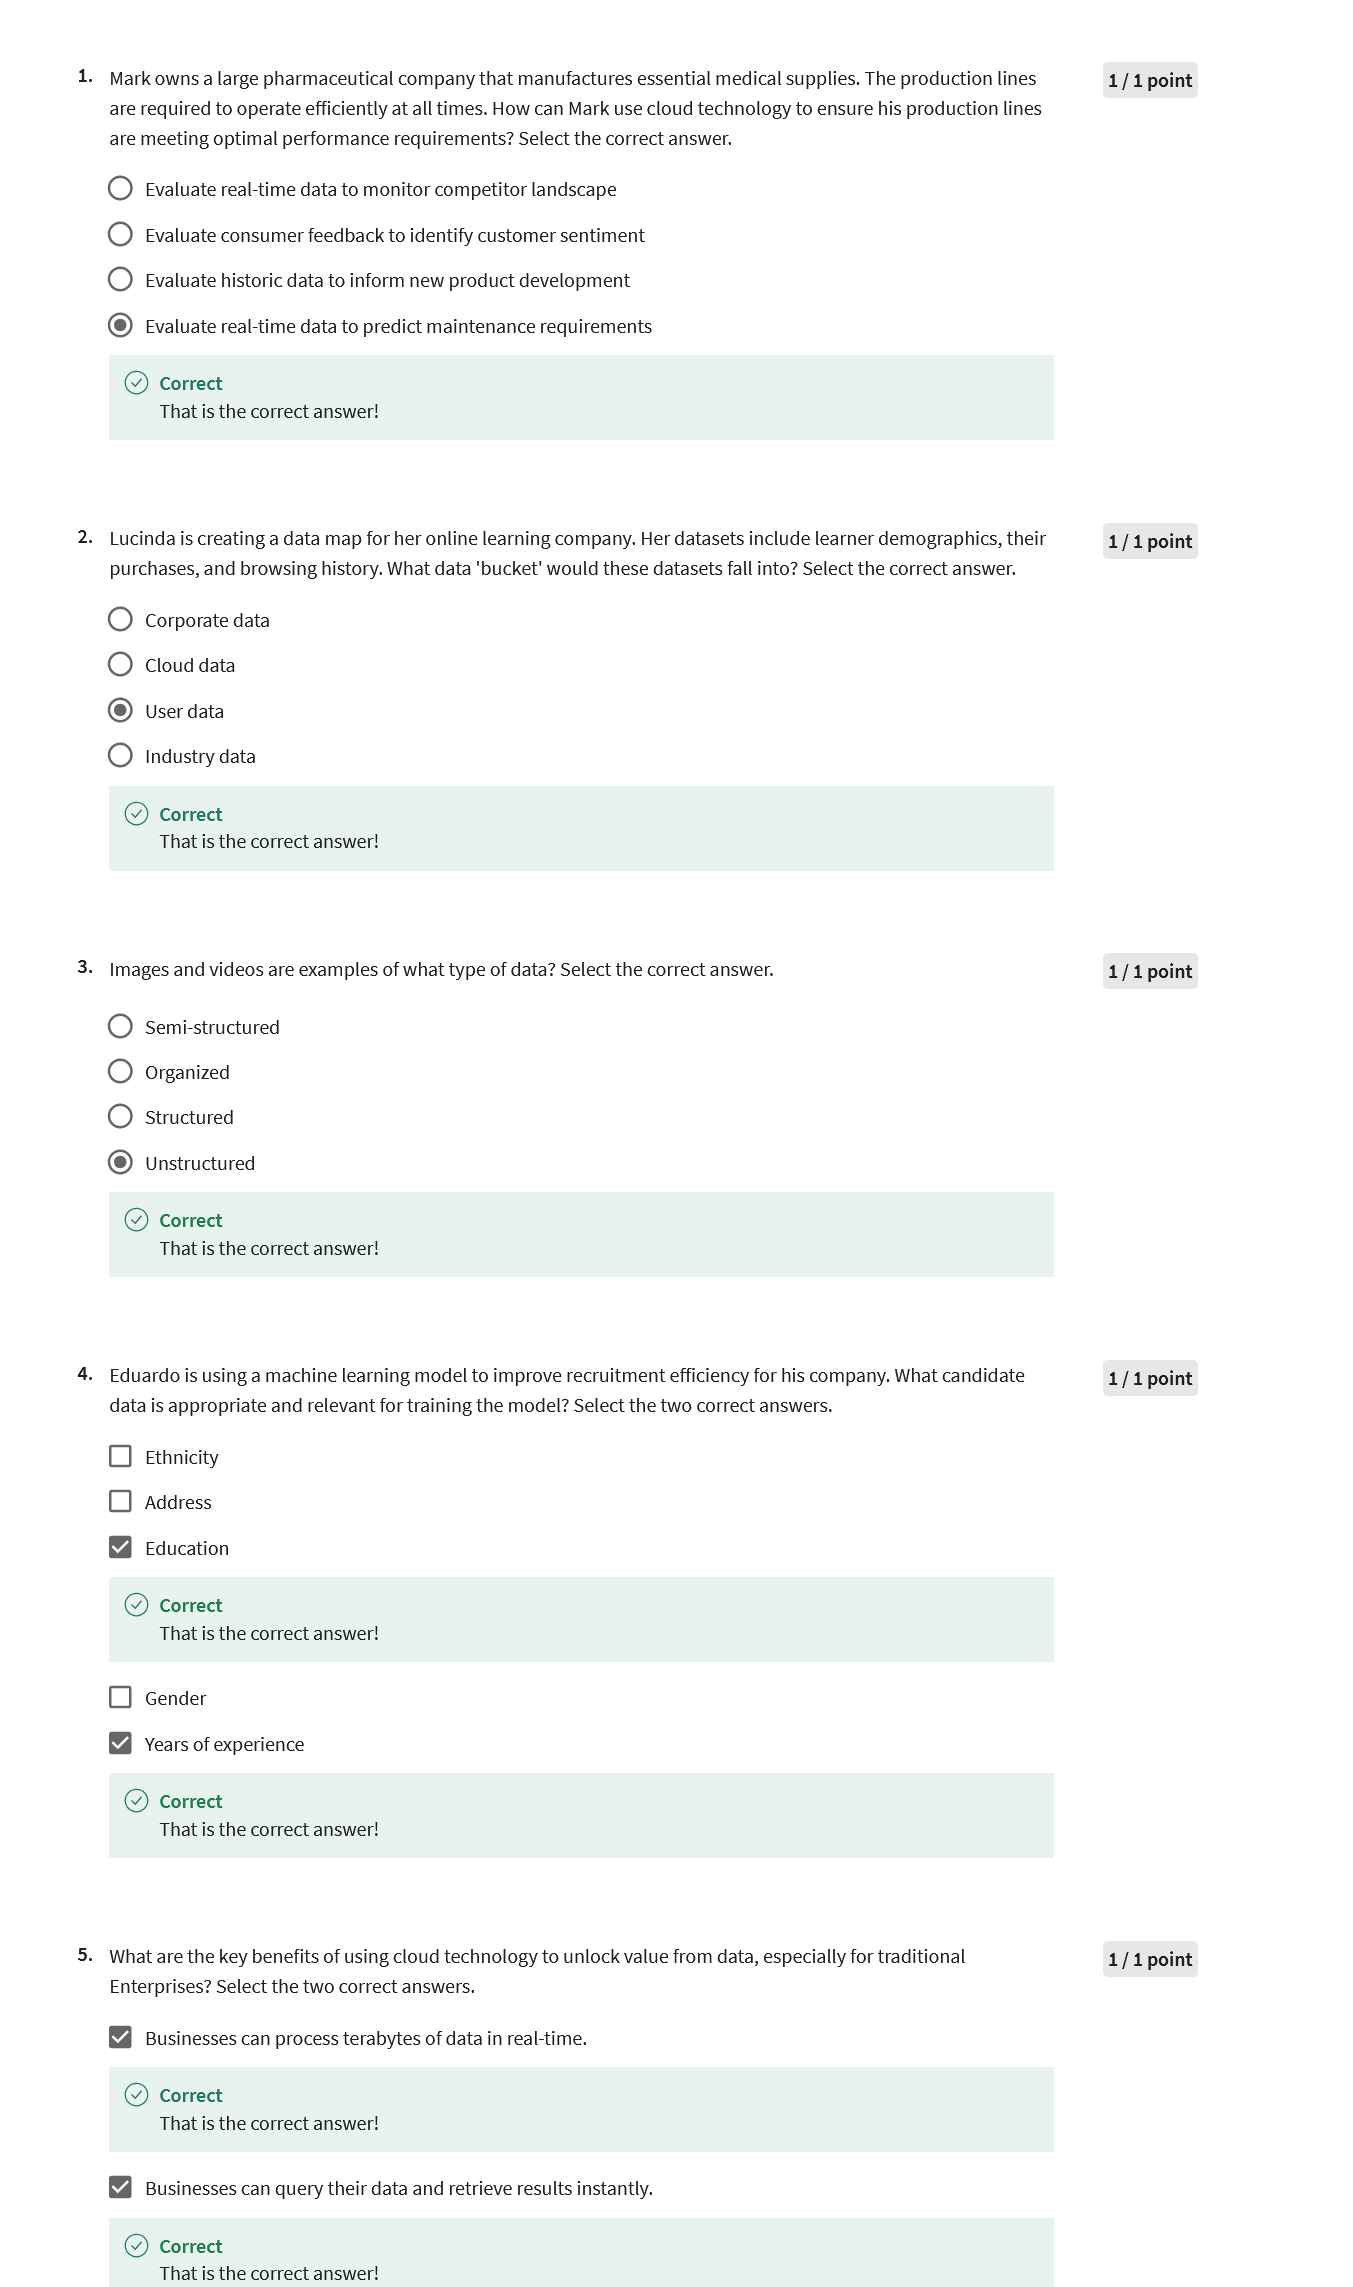 1.
Mark owns a large pharmaceutical company that manufactures essential medical supplies. The production lines
are required to operate efficiently at all times. How can Mark use cloud technology to ensure his production lines
are meeting optimal performance requirements? Select the correct answer.
1 / 1 point
Evaluate real-time data to monitor competitor landscape
Evaluate consumer feedback to identify customer sentiment
Evaluate historic data to inform new product development
Evaluate real-time data to predict maintenance requirements
Correct
That is the correct answer!
2.
Lucinda is creating a data map for her online learning company. Her datasets include learner demographics, their
purchases, and browsing history. What data 'bucket' would these datasets fall into? Select the correct answer.
1 / 1 point
Corporate data
Cloud data
User data
Industry data
Correct
That is the correct answer!
3.
Images and videos are examples of what type of data? Select the correct answer.
1 / 1 point
Semi-structured
Organized
Structured
Unstructured
Correct
That is the correct answer!
4.
Eduardo is using a machine learning model to improve recruitment efficiency for his company. What candidate
data is appropriate and relevant for training the model? Select the two correct answers.
1 / 1 point
Ethnicity
Address
Education
Correct
That is the correct answer!
Gender
Years of experience
Correct
That is the correct answer!
5.
What are the key benefits of using cloud technology to unlock value from data, especially for traditional
Enterprises? Select the two correct answers.
1 / 1 point
Businesses can process terabytes of data in real-time.
Correct
That is the correct answer!
Businesses can query their data and retrieve results instantly.
Correct
That is the correct answer!